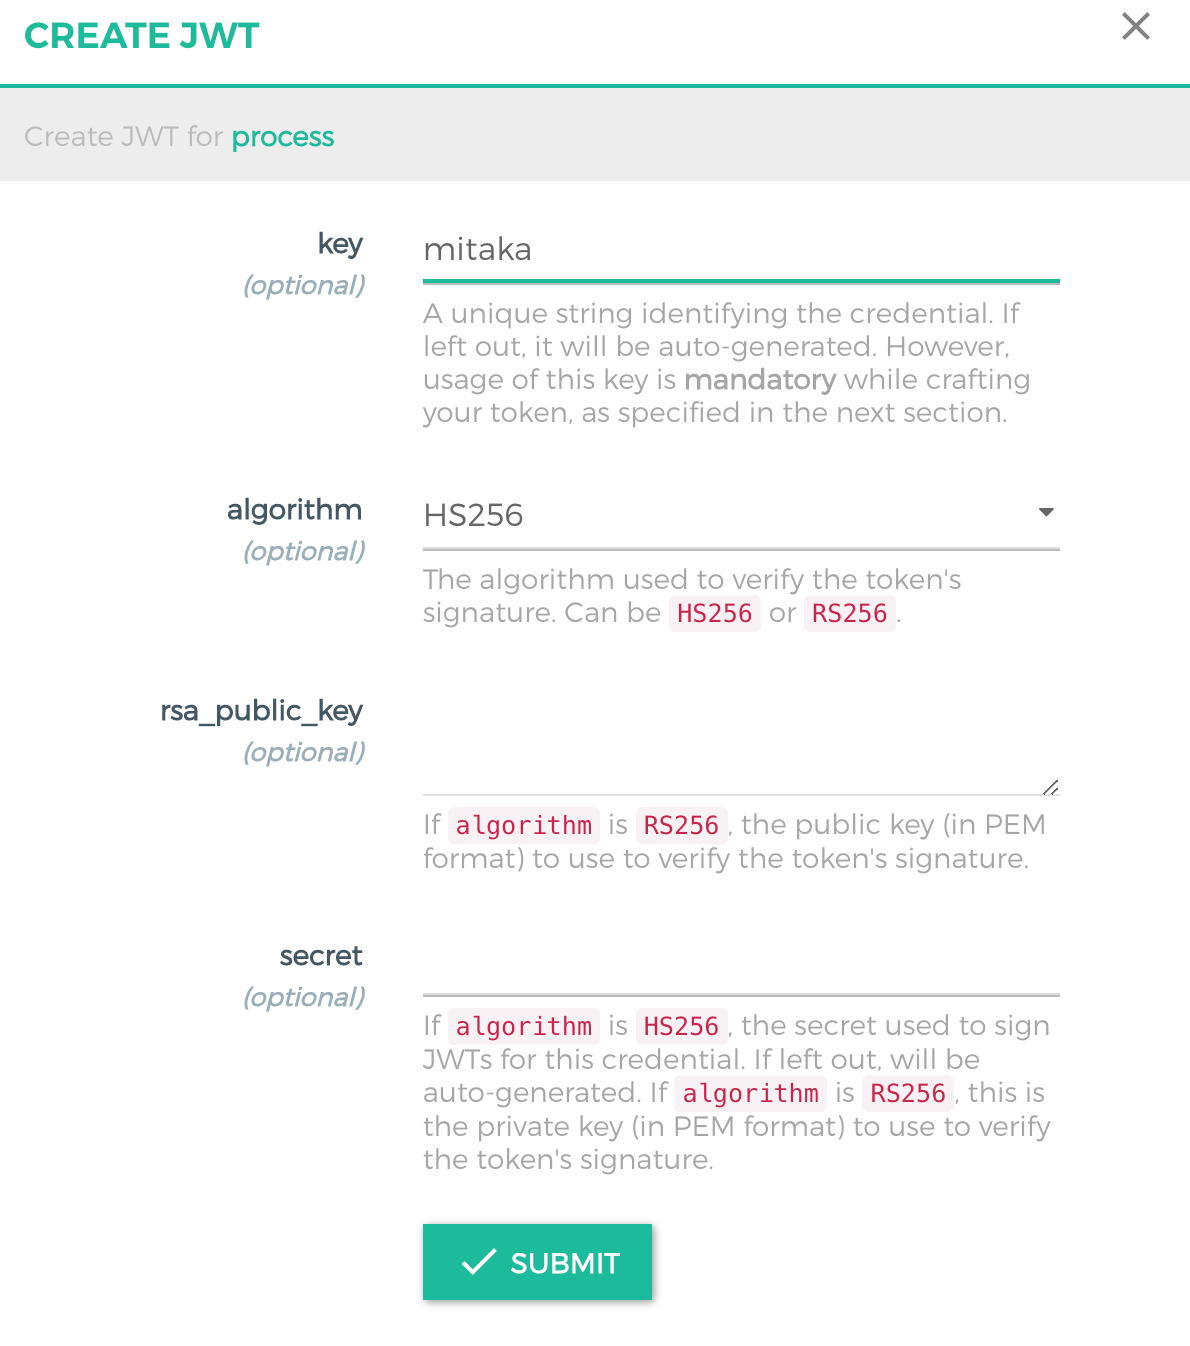 CREATE JWT
Create JWT for process
key
(optional)
mitaka
A unique string identifying the credential. If
left out, it will be auto-generated. However,
usage of this key is mandatory while crafting
your token, as specified in the next section.
algorithm
(optional)
HS256
The algorithm used to verify the token's
signature. Can be HS256 or RS256.
rsa_public_key
(optional)
If algorithm is RS256, the public key (in PEM
format) to use to verify the token's signature.
secret
(optional)
If algorithm is HS256, the secret used to sign
JWTs for this credential. If left out, will be
auto-generated. If algorithm is RS256, this is
the private key (in PEM format) to use to verify
the token's signature.
SUBMIT